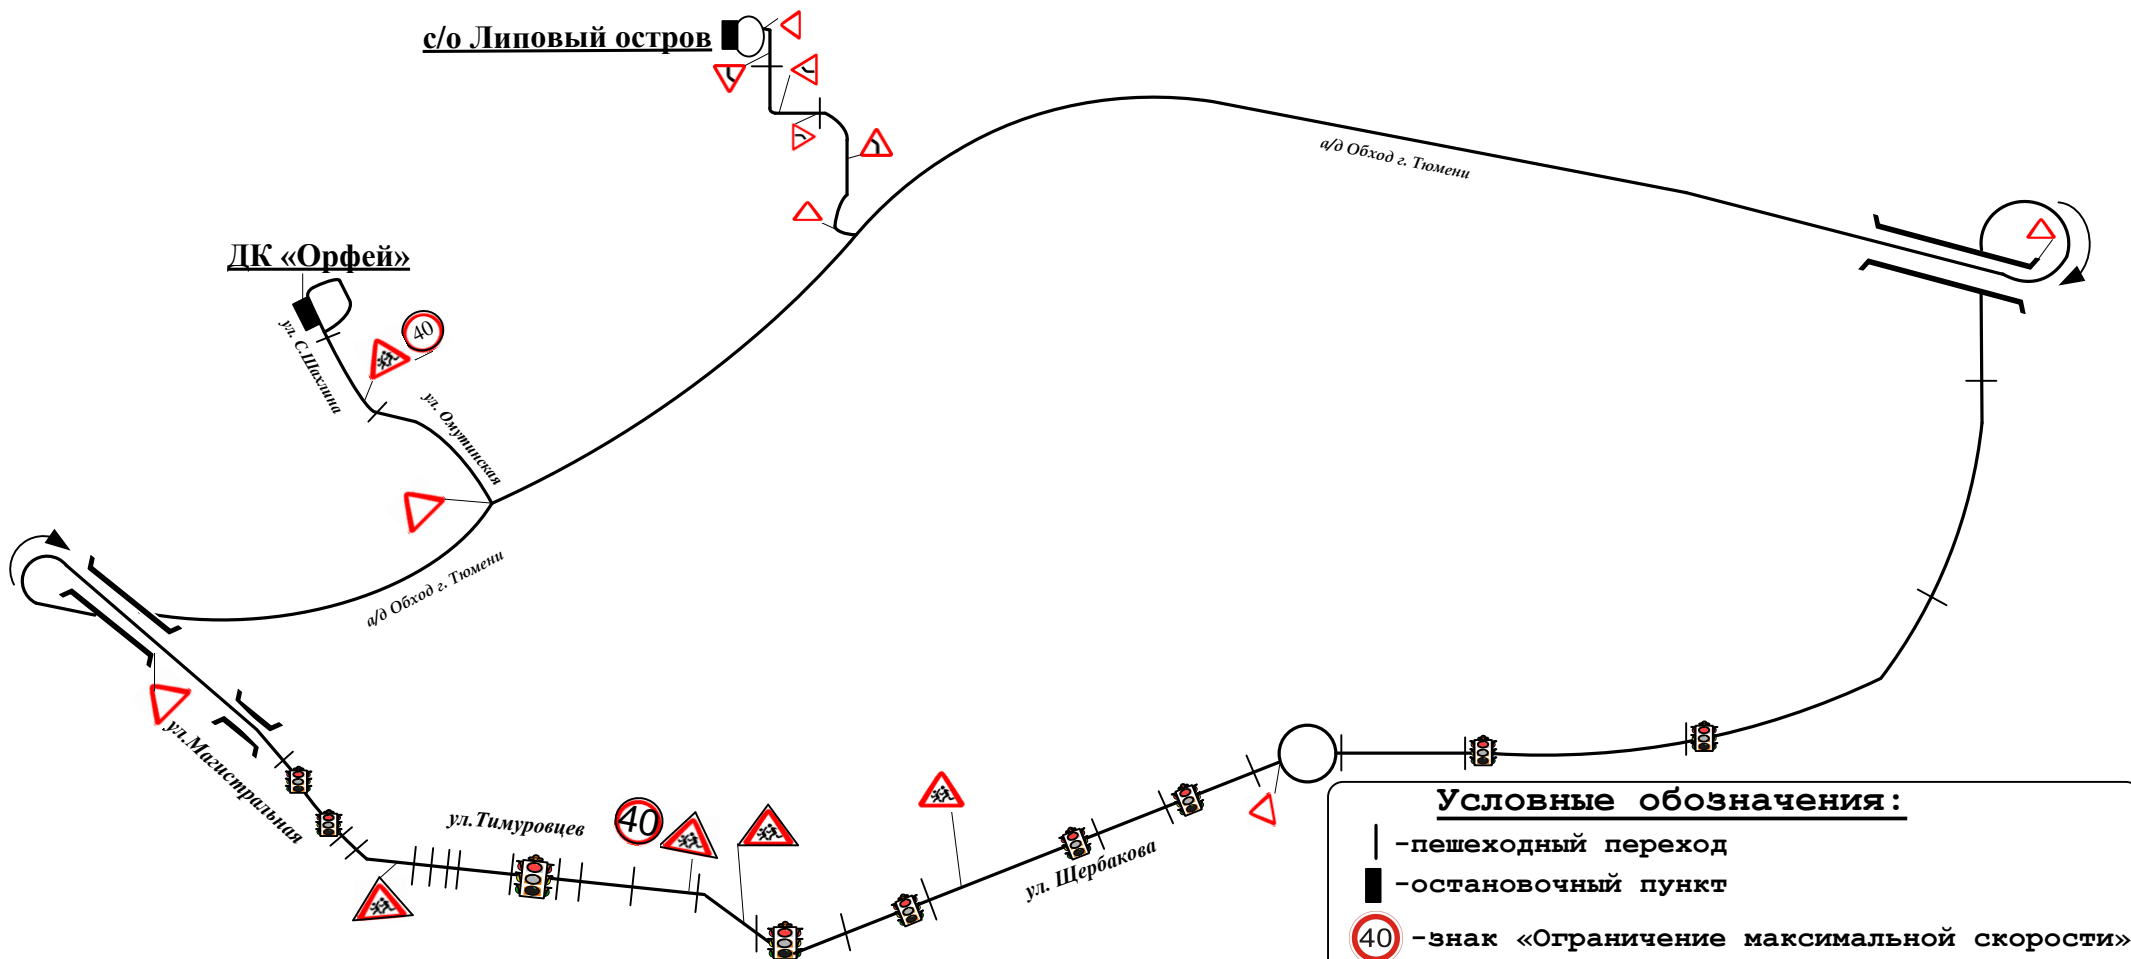 с/о Липовый остров
а/д Обход г. Тюмени
ДК «Орфей»
40
ул. С.Шахлина
ул. Омутинская
а/д Обход г. Тюмени
ул.Магистральная
ул.Тимуровцев
40
ул. Щербакова
Условные обозначения:
-пешеходный переход
-остановочный пункт
40 -знак «Ограничение максимальной скорости»